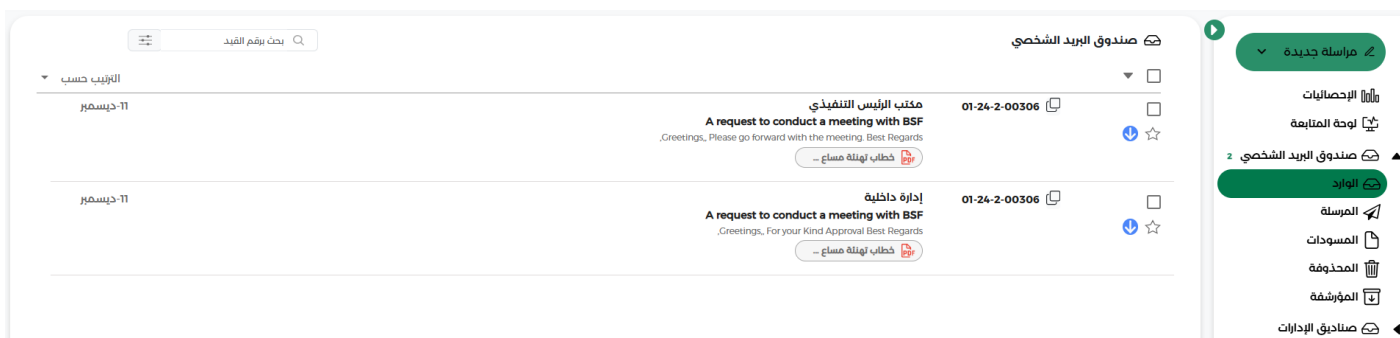 مراسلة جديدة
الإحصائيات
لوحة المتابعة
صندوق البريد الشخصي 2
الوارد
المرسلة
المسودات
المحذوفة
المؤرشفة
صناديق الإدارات
صندوق البريد الشخصي
بحث برقم القيد
الترتيب حسب
01-24-2-00306
مكتب الرئيس التنفيذي
11-ديسمبر
A request to conduct a meeting with BSF
,Greetings,, Please go forward with the meeting. Best Regards
خطاب تهنئة مساع ...
PDF
01-24-2-00306
إدارة داخلية
11-ديسمبر
A request to conduct a meeting with BSF
,Greetings,, For your Kind Approval Best Regards
خطاب تهنئة مساع ...
PDF